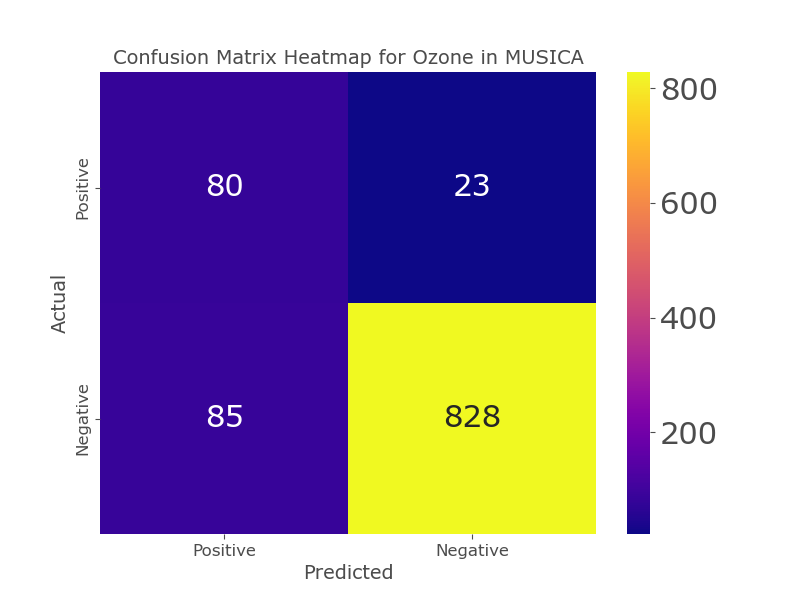 Confusion Matrix Heatmap for Ozone in MUSICA
Actual
Positive
Negative
80
23
85
828
Positive
Negative
Predicted
800
600
400
200